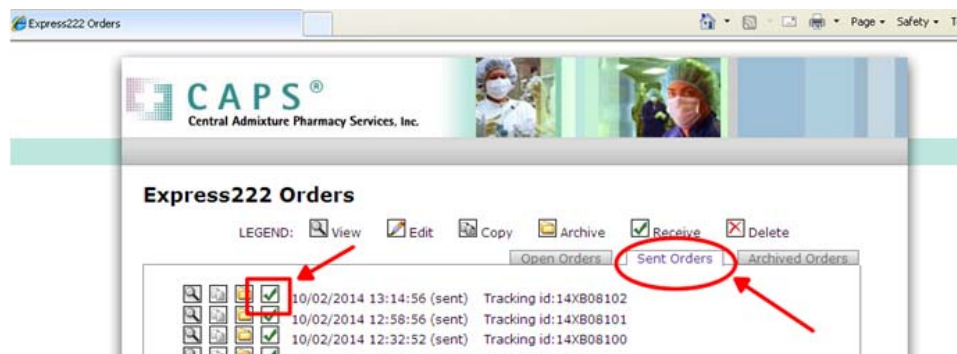 Express222 Orders
Page Safety T
CAPS®
Central Admixture Pharmacy Services, Inc.
Express222 Orders
LEGEND: View Edit Copy Archive Receive Delete
Open Orders Sent Orders Archived Orders
10/02/2014 13:14:56 (sent) Tracking id:14XB08102
10/02/2014 12:58:56 (sent) Tracking id:14XB08101
10/02/2014 12:32:52 (sent) Tracking id:14XB08100